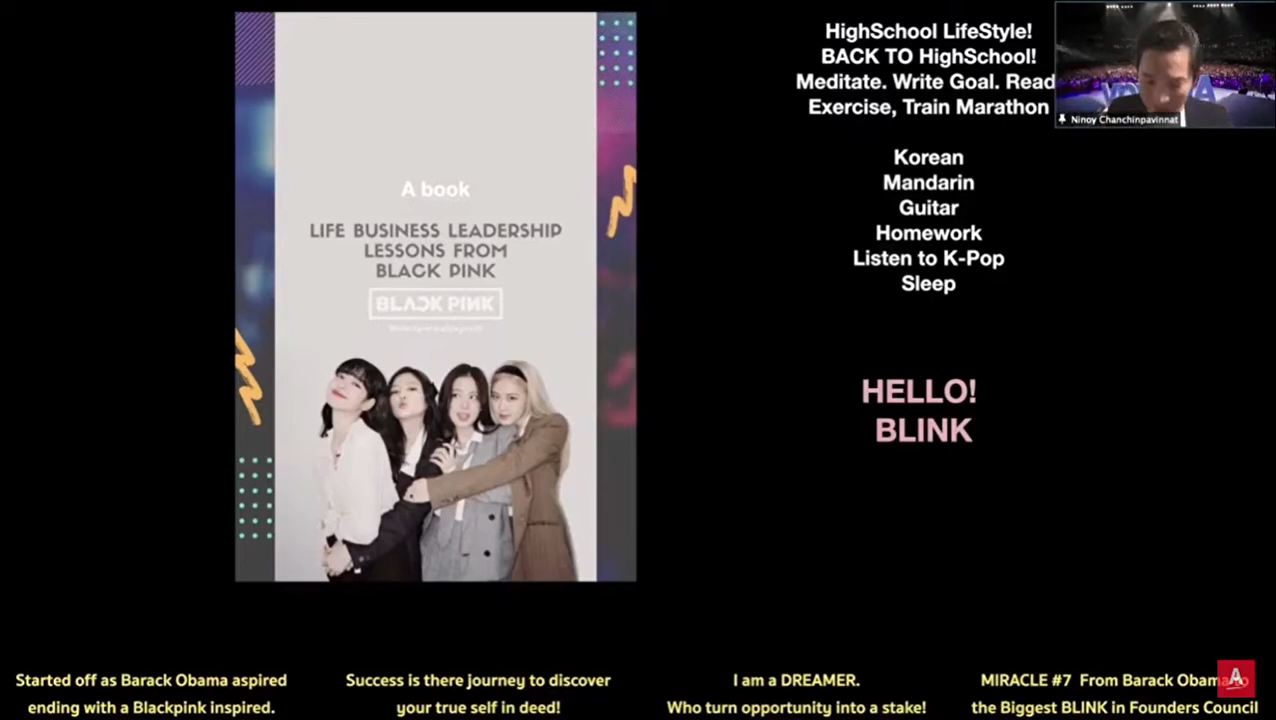 HighSchool LifeStyle!
BACK TO HighSchool!
Meditate. Write Goal. Read
Exercise, Train Marathon
Ninoy Chanchinpavinnat
Korean
Mandarin
Guitar
Homework
Listen to K-Pop
Sleep
HELLO!
BLINK
A book
LIFE BUSINESS LEADERSHIP
LESSONS FROM
BLACK PINK
BLACK PINK
Started off as Barack Obama aspired
ending with a Blackpink inspired.
Success is there journey to discover
your true self in deed!
I am a DREAMER.
Who turn opportunity into a stake!
MIRACLE #7 From Barack Obama to
the Biggest BLINK in Founders Council